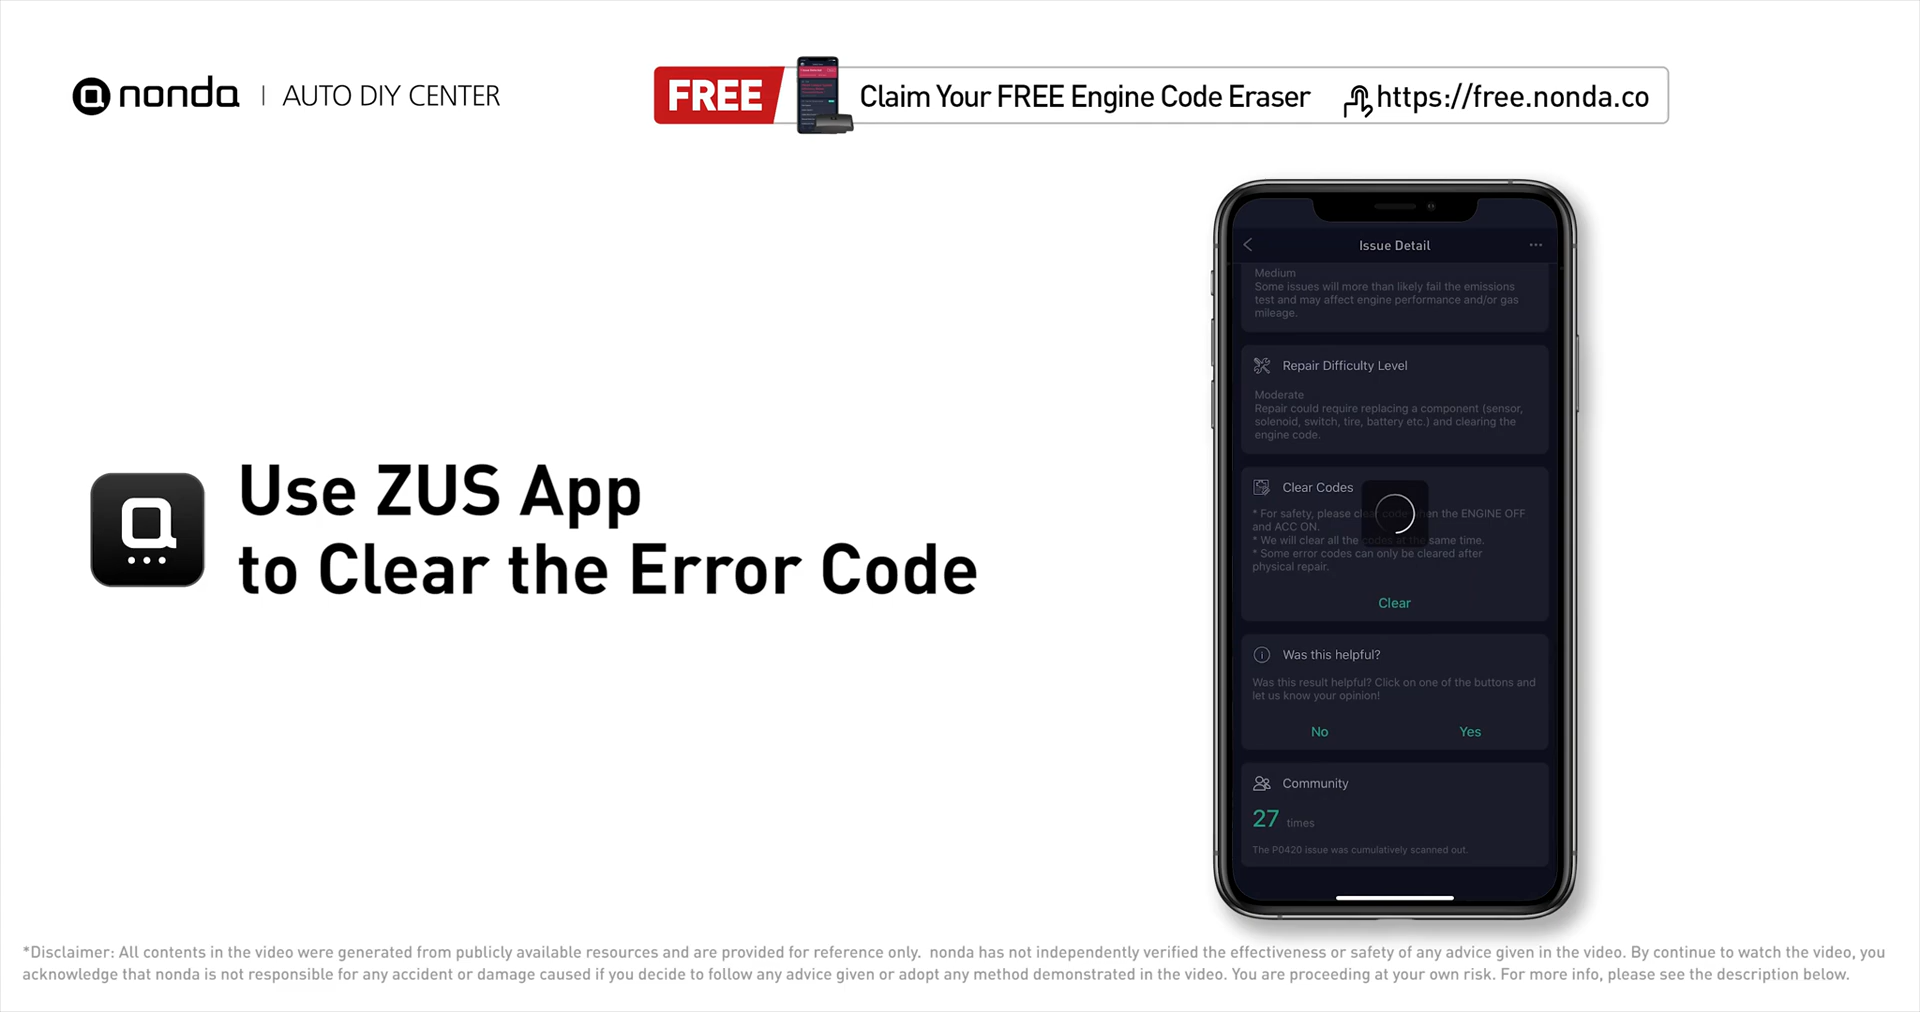 nonda | AUTO DIY CENTER
FREE Claim Your FREE Engine Code Eraser https://free.nonda.co
Use ZUS App
to Clear the Error Code
Issue Detail
Medium
Some issues will more than likely fail the emissions
test and may affect engine performance and/or gas
mileage.
Repair Difficulty Level
Moderate
Repair could require replacing a component (sensor,
solenoid, switch, tire, battery etc.) and clearing the
engine code.
Clear Codes
* For safety, please clear code when the ENGINE OFF
and ACC ON.
* We will clear all the codes at the same time.
* Some error codes can only be cleared after
physical repair.
Clear
Was this helpful?
Was this result helpful? Click on one of the buttons and
let us know your opinion!
No Yes
Community
27 times
The P0420 issue was cumulatively scanned out.
*Disclaimer: All contents in the video were generated from publicly available resources and are provided for reference only. nonda has not independently verified the effectiveness or safety of any advice given in the video. By continue to watch the video, you
acknowledge that nonda is not responsible for any accident or damage caused if you decide to follow any advice given or adopt any method demonstrated in the video. You are proceeding at your own risk. For more info, please see the description below.